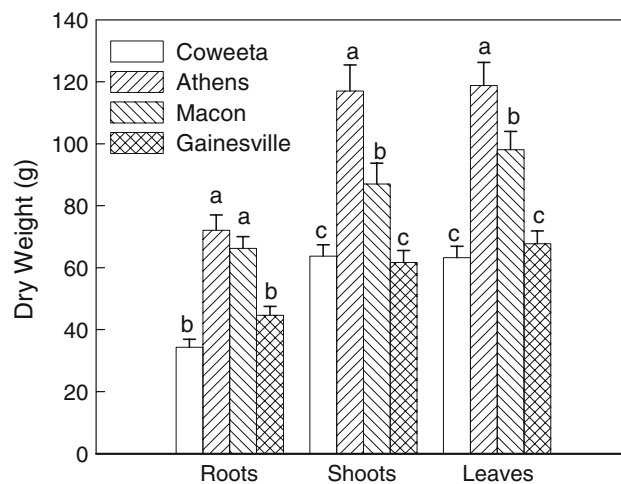 140
120
100
80
60
40
20
0
Dry Weight (g)
Coweeta
Athens
Macon
Gainesville
b
a
a
b
c
a
b
c
c
a
b
c
Roots
Shoots
Leaves